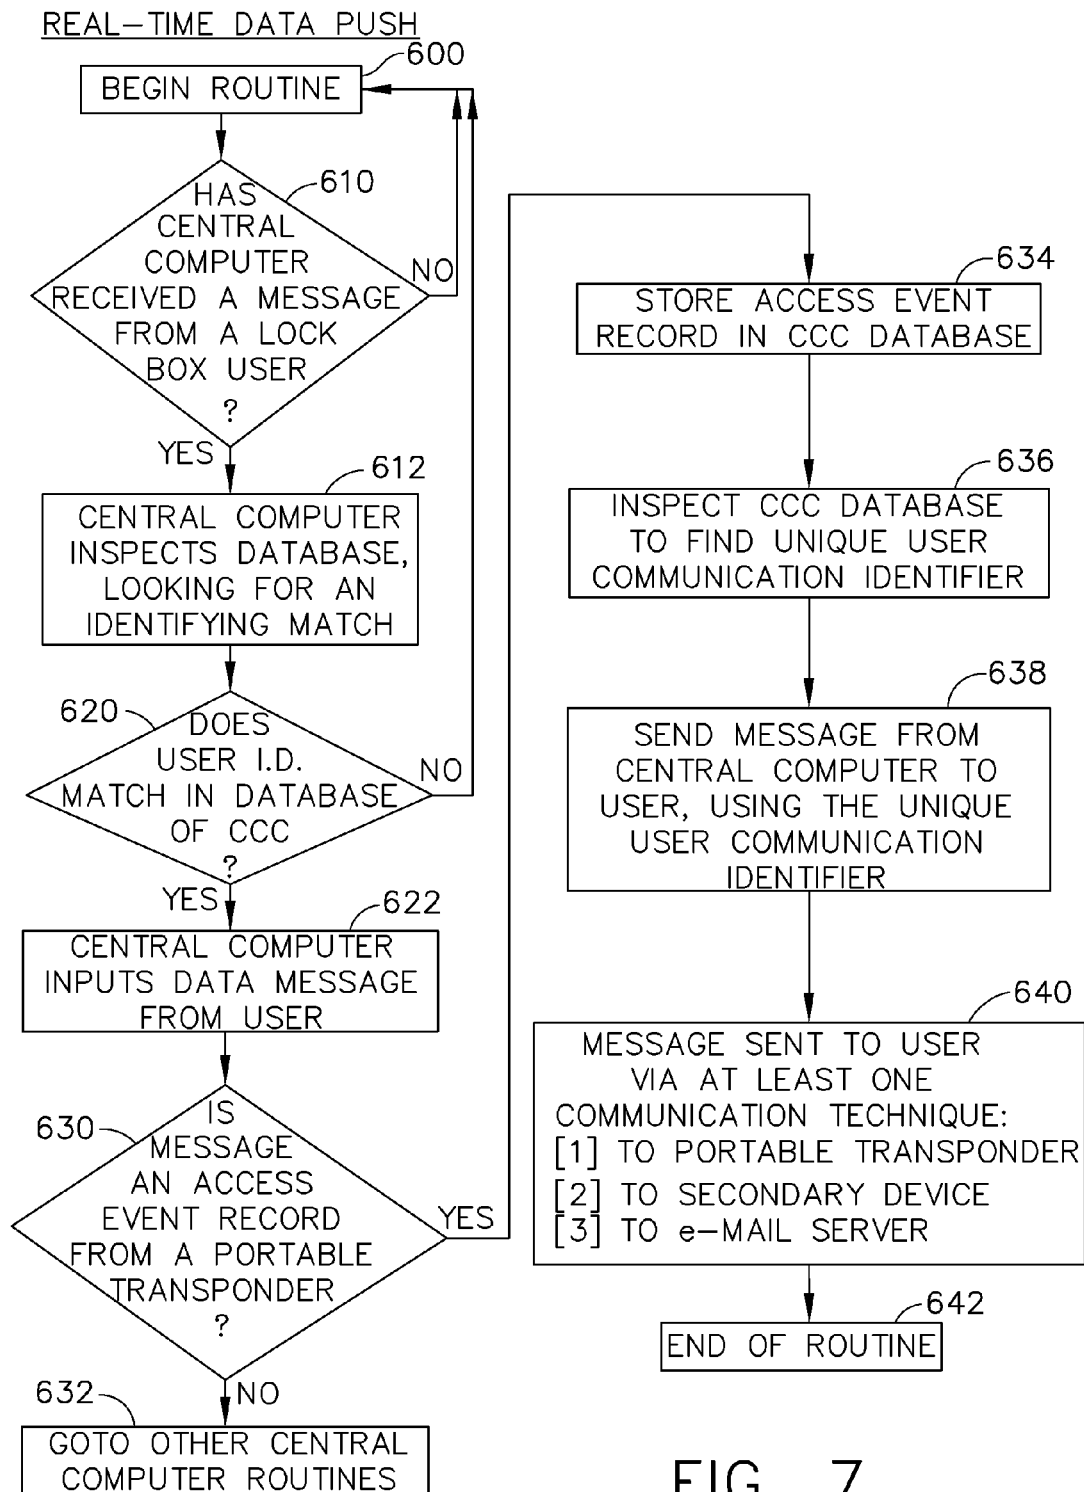 REAL-TIME DATA PUSH
600
BEGIN ROUTINE
610
HAS
CENTRAL
COMPUTER
RECEIVED A MESSAGE
FROM A LOCK
BOX USER
?
NO
YES
612
CENTRAL COMPUTER
INSPECTS DATABASE,
LOOKING FOR AN
IDENTIFYING MATCH
620
DOES
USER I.D.
MATCH IN DATABASE
OF CCC
?
NO
YES
622
CENTRAL COMPUTER
INPUTS DATA MESSAGE
FROM USER
630
IS
MESSAGE
AN ACCESS
EVENT RECORD
FROM A PORTABLE
TRANSPONDER
?
YES
NO
632
GOTO OTHER CENTRAL
COMPUTER ROUTINES
634
STORE ACCESS EVENT
RECORD IN CCC DATABASE
636
INSPECT CCC DATABASE
TO FIND UNIQUE USER
COMMUNICATION IDENTIFIER
638
SEND MESSAGE FROM
CENTRAL COMPUTER TO
USER, USING THE UNIQUE
USER COMMUNICATION
IDENTIFIER
640
MESSAGE SENT TO USER
VIA AT LEAST ONE
COMMUNICATION TECHNIQUE:
[1] TO PORTABLE TRANSPONDER
[2] TO SECONDARY DEVICE
[3] TO e-MAIL SERVER
642
END OF ROUTINE
FIG. 7